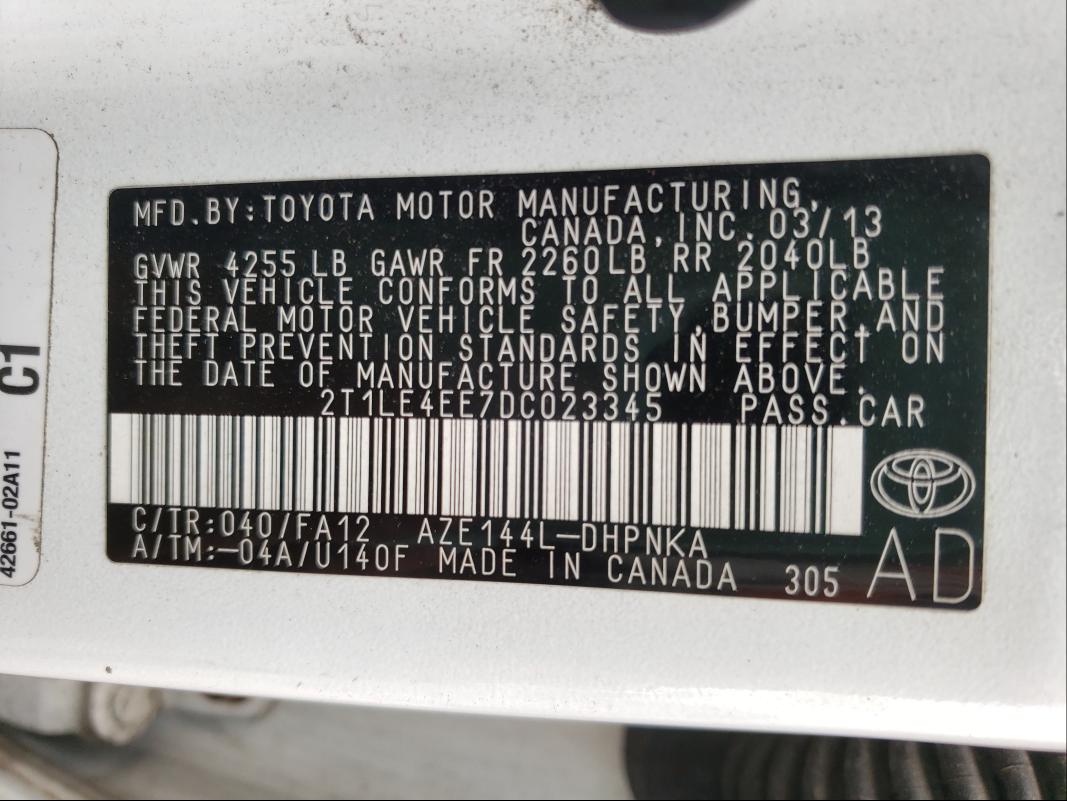 MFD.BY:TOYOTA MOTOR MANUFACTURING,
CANADA,INC. 03/13
GVWR 4255LB GAWR FR 2260LB RR 2040LB
THIS VEHICLE CONFORMS TO ALL APPLICABLE
FEDERAL MOTOR VEHICLE SAFETY,BUMPER,AND
THEFT PREVENTION STANDARDS IN EFFECT ON
THE DATE OF MANUFACTURE SHOWN ABOVE.
2T1LE4EE7DC023345 PASS.CAR
C/TR:040/FA12 AZE144L-DHPNKA
A/TM:-04A/U140F MADE IN CANADA 305
AD
C1
42661-02A11